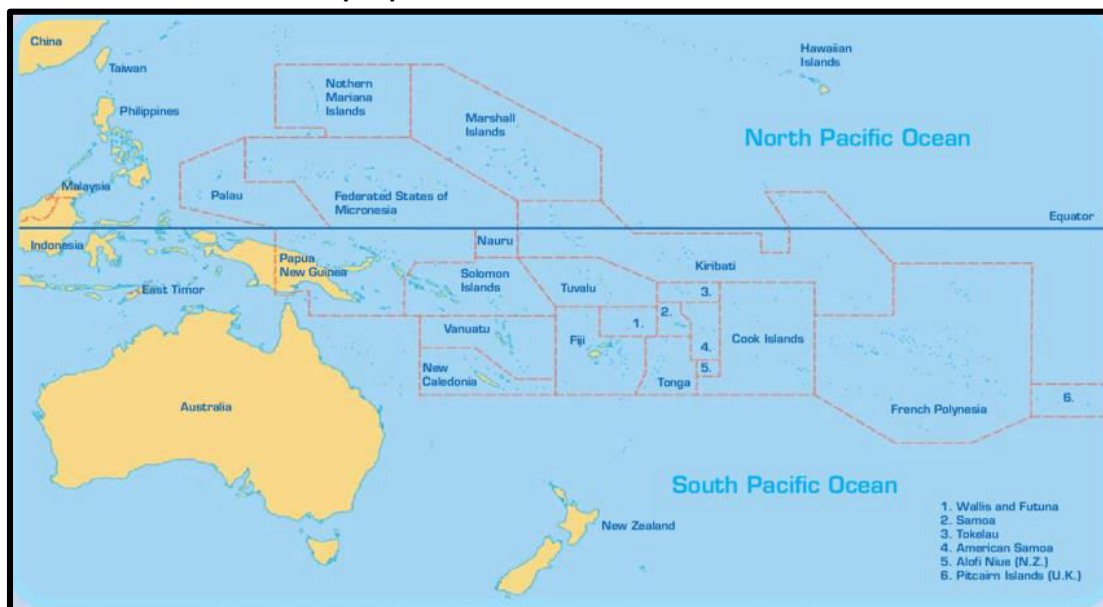 China
Taiwan
Philippines
Malaysia
Indonesia
East Timor
Palau
Nothern
Mariana
Islands
Marshall
Islands
Federated States of
Micronesia
Hawaiian
Islands
North Pacific Ocean
Equator
Papua
New Guinea
Nauru
Solomon
Islands
Kiribati
Tuvalu
3.
1.
2.
4.
5.
Vanuatu
Fiji
Cook Islands
New
Caledonia
Tonga
French Polynesia
6.
Australia
South Pacific Ocean
New Zealand
1. Wallis and Futuna
2. Samoa
3. Tokelau
4. American Samoa
5. Alofi Niue (N.Z.)
6. Pitcairn Islands (U.K.)